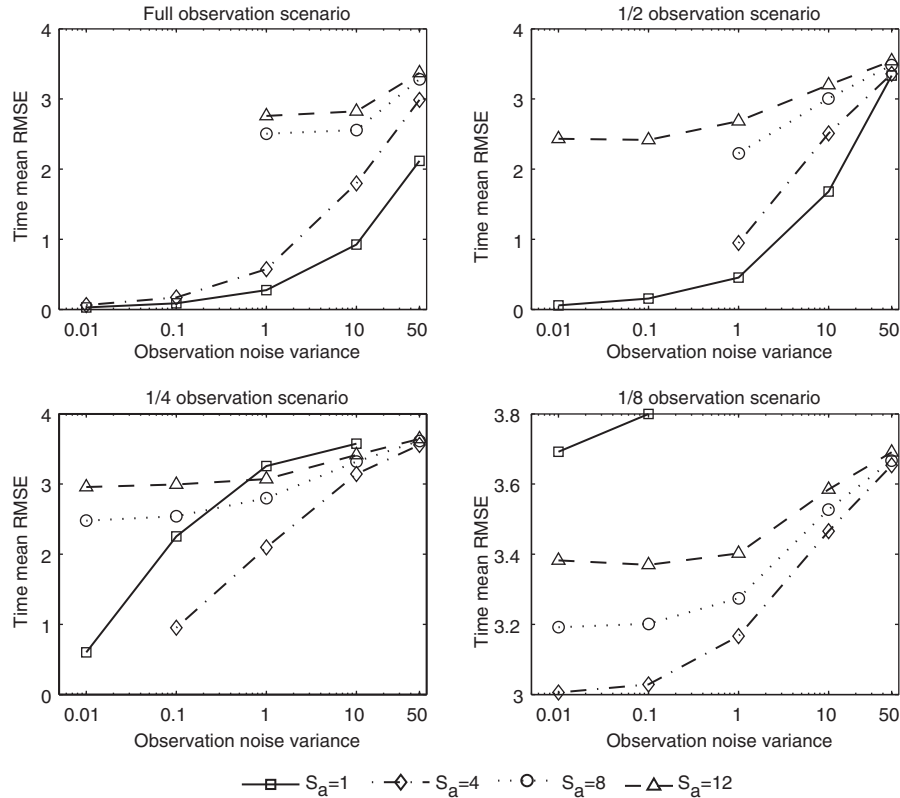 Full observation scenario
4
3
2
1
0
Time mean RMSE
0.01 0.1 1 10 50
Observation noise variance
1/2 observation scenario
4
3
2
1
0
Time mean RMSE
0.01 0.1 1 10 50
Observation noise variance
1/4 observation scenario
4
3
2
1
0
Time mean RMSE
0.01 0.1 1 10 50
Observation noise variance
1/8 observation scenario
3.8
3.6
3.4
3.2
3
Time mean RMSE
0.01 0.1 1 10 50
Observation noise variance
Sa=1 Sa=4 Sa=8 Sa=12